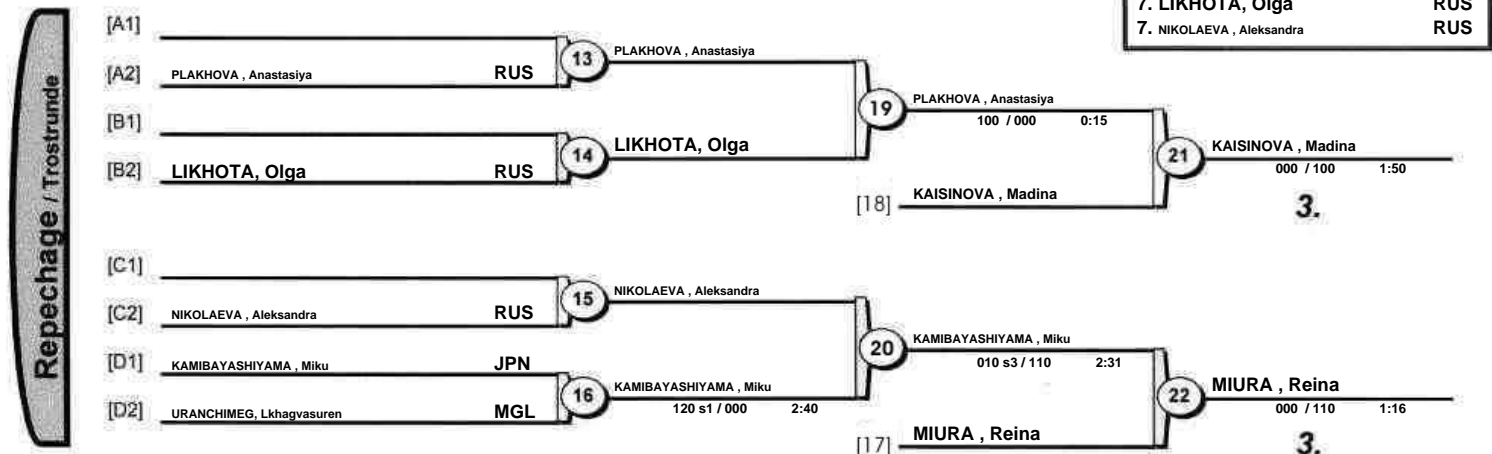 7. LIKHOTA, Olga RUS
7. NIKOLAEVA , Aleksandra RUS
Repechage / Trostrunde
[A1]
13 PLAKHOVA , Anastasiya
[A2] PLAKHOVA , Anastasiya RUS
19 PLAKHOVA , Anastasiya
100 / 000 0:15
[B1]
14 LIKHOTA, Olga
[B2] LIKHOTA, Olga RUS
21 KAISINOVA , Madina
000 / 100 1:50
[18] KAISINOVA , Madina
3.
[C1]
15 NIKOLAEVA , Aleksandra
[C2] NIKOLAEVA , Aleksandra RUS
20 KAMIBAYASHIYAMA , Miku
010 s3 / 110 2:31
[D1] KAMIBAYASHIYAMA , Miku JPN
16 KAMIBAYASHIYAMA , Miku
120 s1 / 000 2:40
[D2] URANCHIMEG, Lkhagvasuren MGL
22 MIURA , Reina
000 / 110 1:16
[17] MIURA , Reina
3.